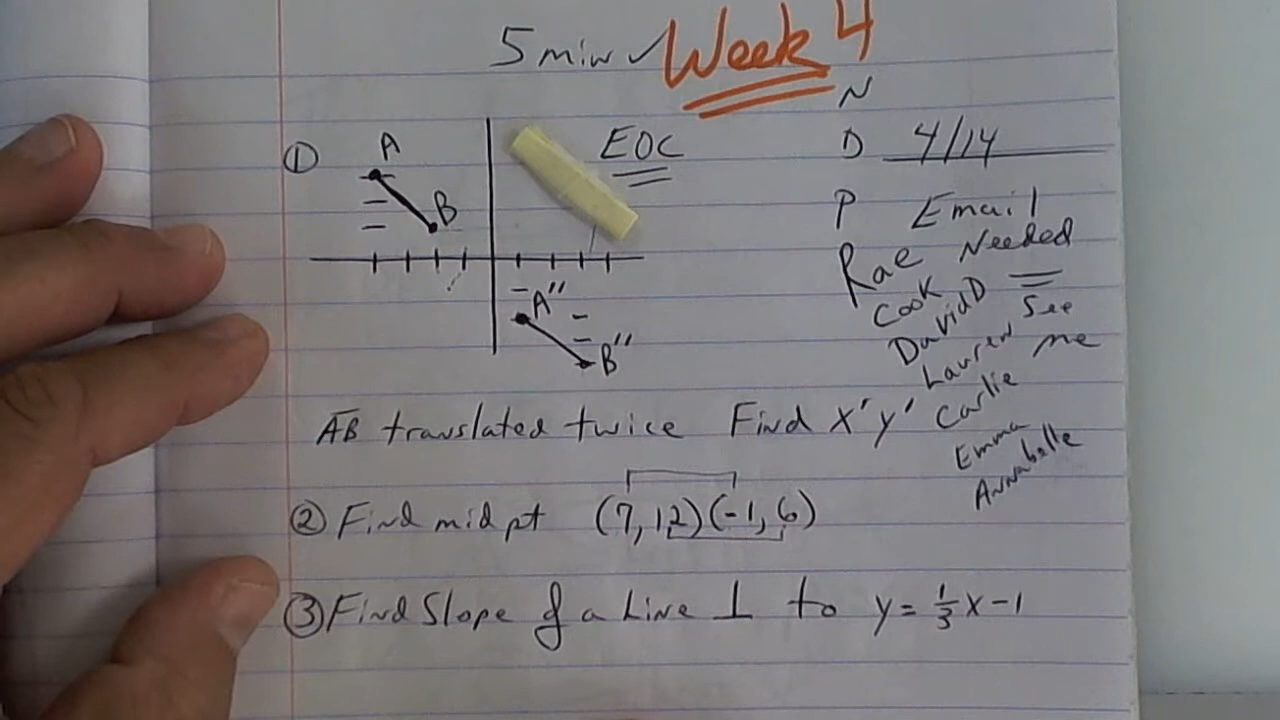 5 min ✓ Week 4
N
① A EOC D 4/14
B P Email
Rae Needed
A" Cook See
B" David D me
Lauren
AB translated twice Find x'y' Carlie
Emma
Annabelle
② Find mid pt (7, 12) (-1, 6)
③ Find Slope of a Line ⊥ to y = 1/3 x - 1